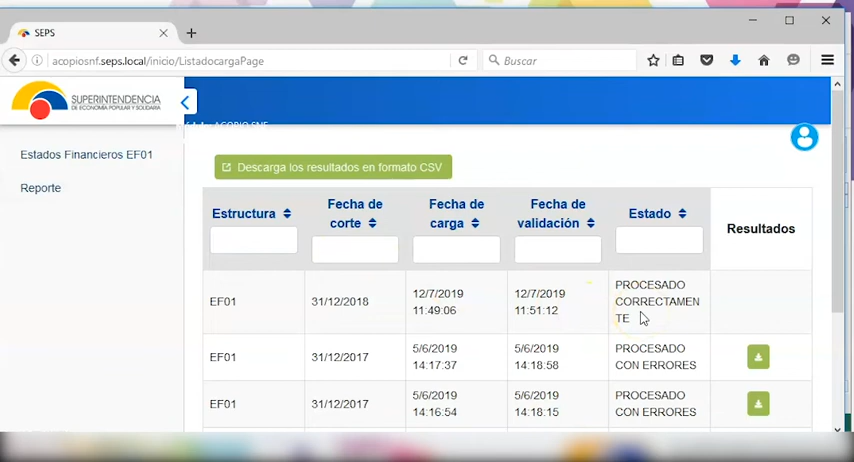 SEPS
acopiosnf.seps.local/inicio/ListadocargaPage
Buscar
SUPERINTENDENCIA
DE ECONOMÍA POPULAR Y SOLIDARIA
ACOPIO SNF
Estados Financieros EF01
Reporte
Descarga los resultados en formato CSV
Estructura
Fecha de
corte
Fecha de
carga
Fecha de
validación
Estado
Resultados
EF01
31/12/2018
12/7/2019
11:49:06
12/7/2019
11:51:12
PROCESADO
CORRECTAMEN
TE
EF01
31/12/2017
5/6/2019
14:17:37
5/6/2019
14:18:58
PROCESADO
CON ERRORES
EF01
31/12/2017
5/6/2019
14:16:54
5/6/2019
14:18:15
PROCESADO
CON ERRORES